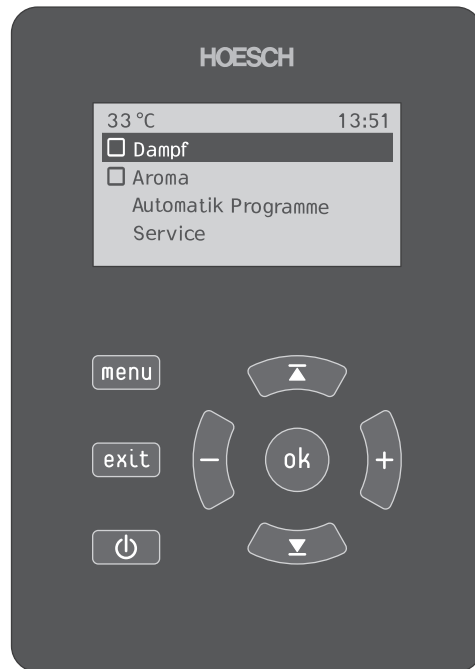 HOESCH
33 °C 13:51
Dampf
Aroma
Automatik Programme
Service
menu
exit
ok
− +